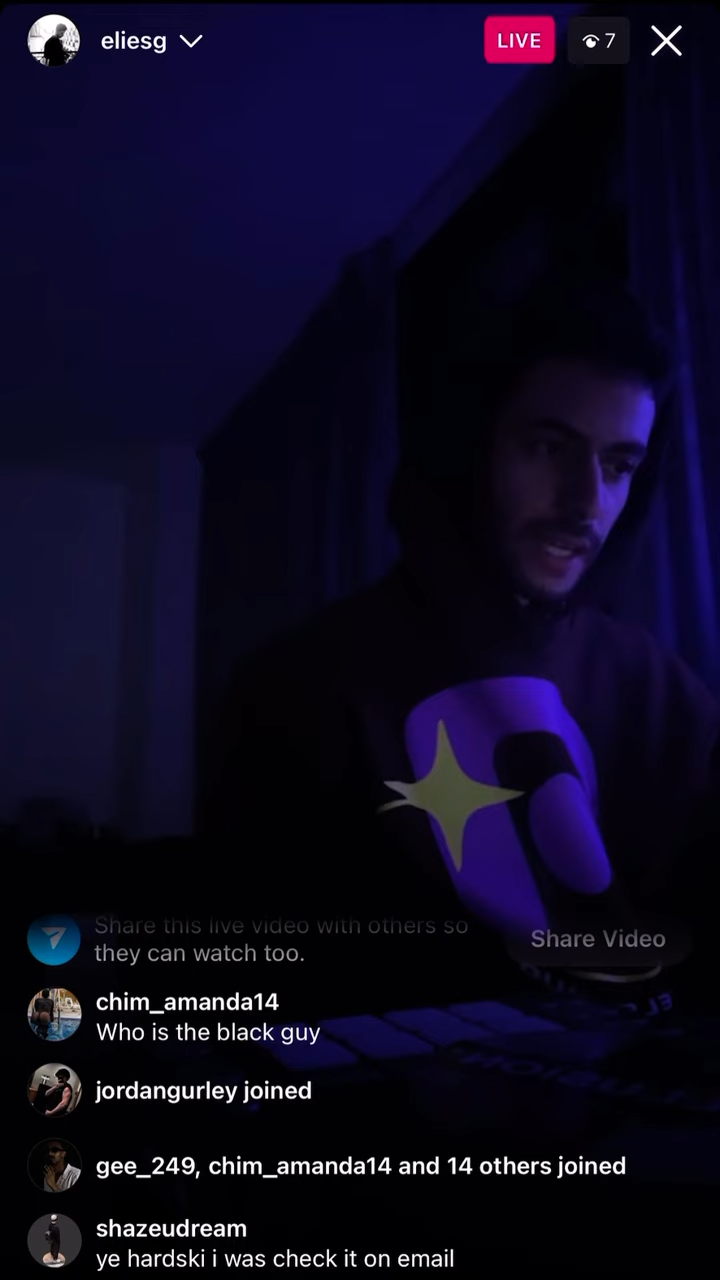 eliesg
LIVE
7
Share this live video with others so
they can watch too.
Share Video
chim_amanda14
Who is the black guy
jordangurley joined
gee_249, chim_amanda14 and 14 others joined
shazeudream
ye hardski i was check it on email